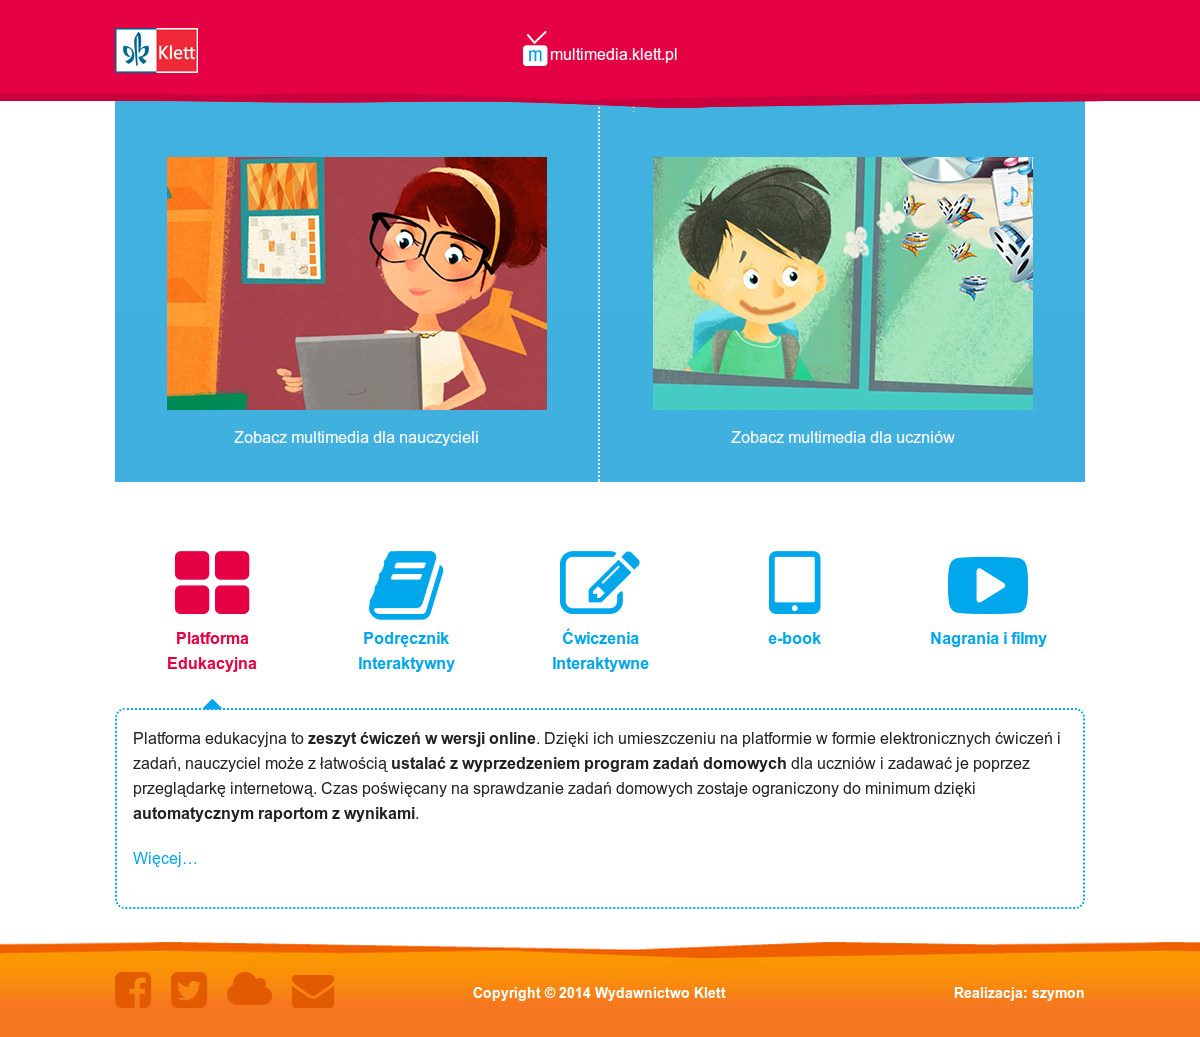 Klett
m multimedia.klett.pl
Zobacz multimedia dla nauczycieli
Zobacz multimedia dla uczniów
Platforma
Edukacyjna
Podręcznik
Interaktywny
Ćwiczenia
Interaktywne
e-book
Nagrania i filmy
Platforma edukacyjna to zeszyt ćwiczeń w wersji online. Dzięki ich umieszczeniu na platformie w formie elektronicznych ćwiczeń i
zadań, nauczyciel może z łatwością ustalać z wyprzedzeniem program zadań domowych dla uczniów i zadawać je poprzez
przeglądarkę internetową. Czas poświęcany na sprawdzanie zadań domowych zostaje ograniczony do minimum dzięki
automatycznym raportom z wynikami.
Więcej…
Copyright © 2014 Wydawnictwo Klett
Realizacja: szymon